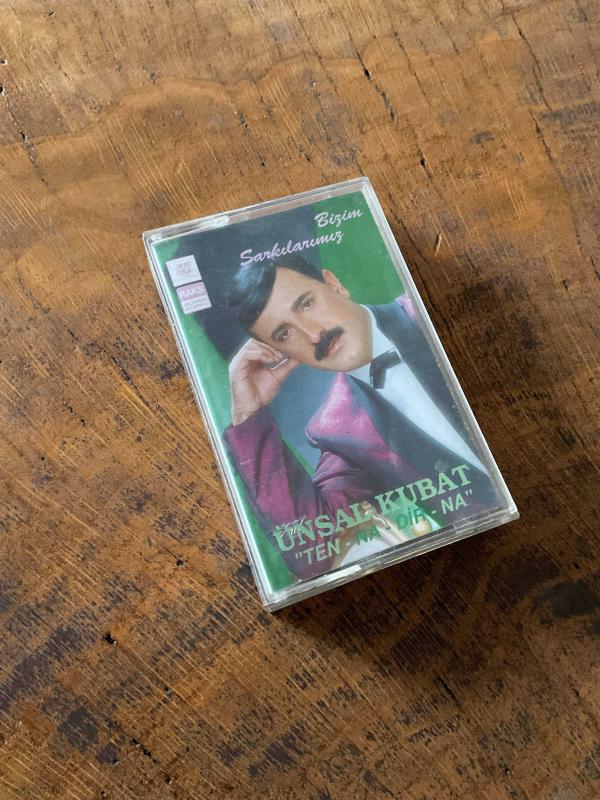 Bizim
Şarkılarımız
RAKS
ÜNSAL KUBAT
"TEN - NA - DİR - NA"